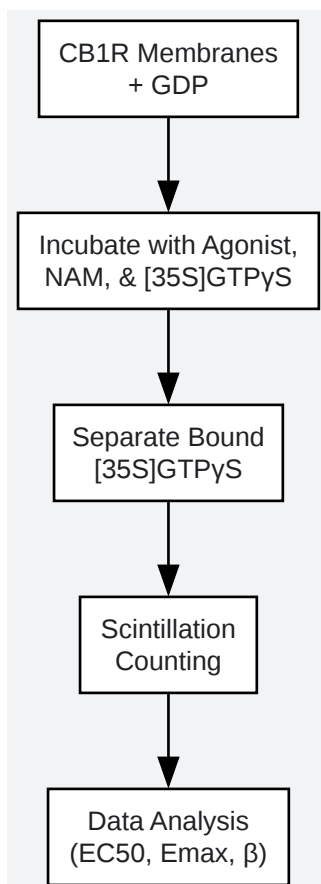 CB1R Membranes
+ GDP
Incubate with Agonist,
NAM, & [35S]GTPγS
Separate Bound
[35S]GTPγS
Scintillation
Counting
Data Analysis
(EC50, Emax, β)